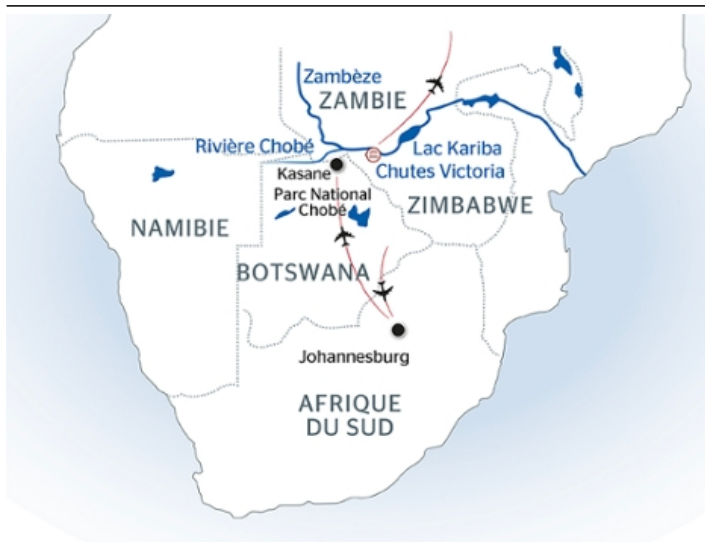 Zambèze
ZAMBIE
Rivière Chobé
Lac Kariba
Kasane
Chutes Victoria
Parc National
Chobé
ZIMBABWE
NAMIBIE
BOTSWANA
Johannesburg
AFRIQUE
DU SUD